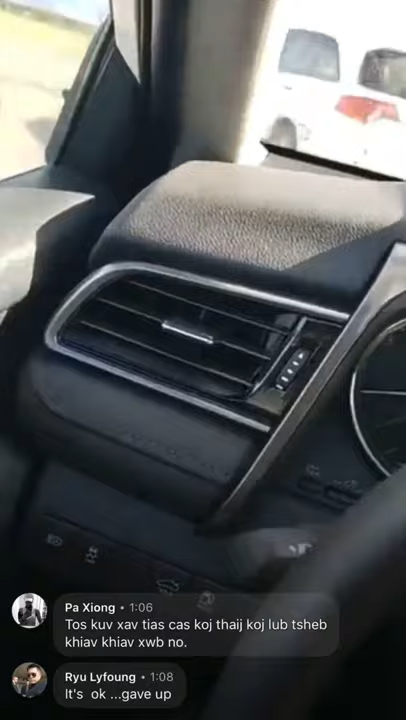 Pa Xiong • 1:06
Tos kuv xav tias cas koj thaij koj lub tsheb
khiav khiav xwb no.
Ryu Lyfoung • 1:08
It's ok ...gave up